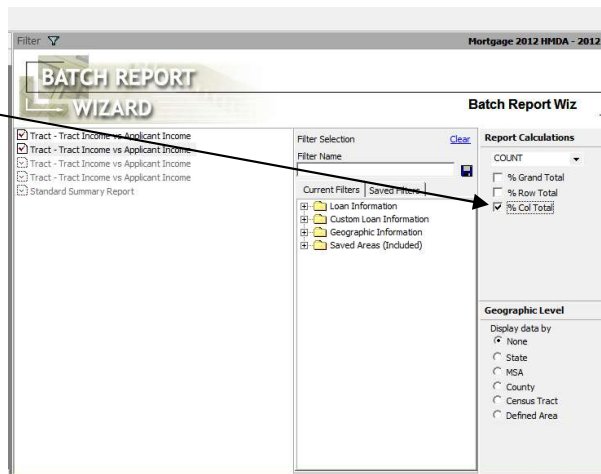 Filter
Mortgage 2012 HMDA - 2012
BATCH REPORT
WIZARD
Batch Report Wiz
Tract - Tract Income vs Applicant Income
Tract - Tract Income vs Applicant Income
Tract - Tract Income vs Applicant Income
Tract - Tract Income vs Applicant Income
Standard Summary Report
Filter Selection
Clear
Filter Name
Current Filters
Saved Filters
Loan Information
Custom Loan Information
Geographic Information
Saved Areas (Included)
Report Calculations
COUNT
% Grand Total
% Row Total
% Col Total
Geographic Level
Display data by
None
State
MSA
County
Census Tract
Defined Area